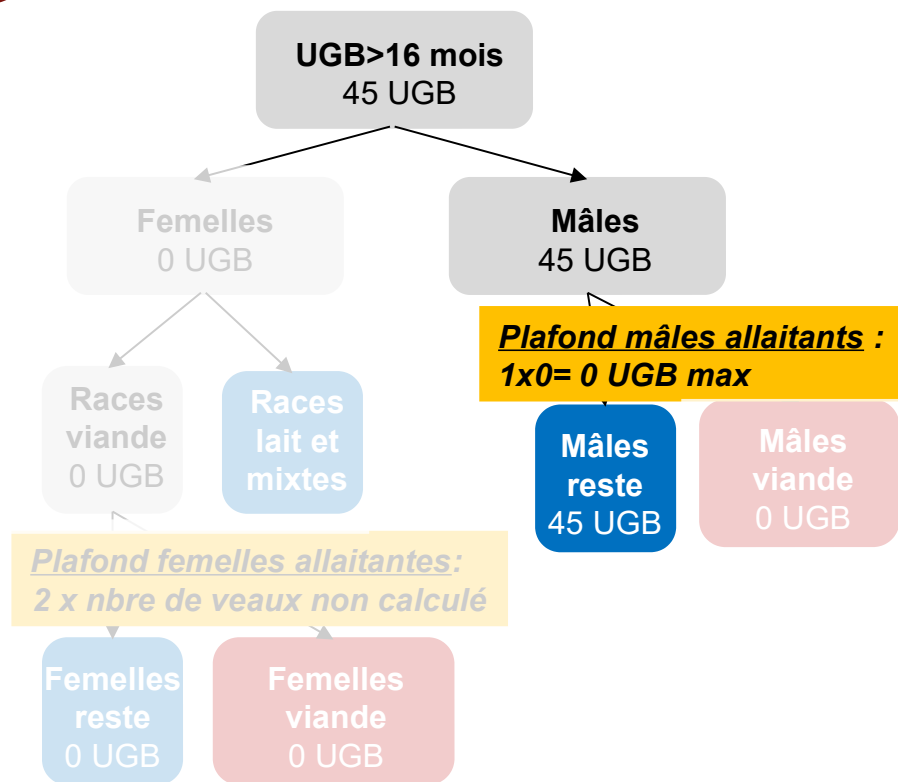 UGB>16 mois
45 UGB
Femelles
0 UGB
Mâles
45 UGB
Plafond mâles allaitants :
1x0= 0 UGB max
Races
viande
0 UGB
Races
lait et
mixtes
Mâles
reste
45 UGB
Mâles
viande
0 UGB
Plafond femelles allaitantes:
2 x nbre de veaux non calculé
Femelles
reste
0 UGB
Femelles
viande
0 UGB